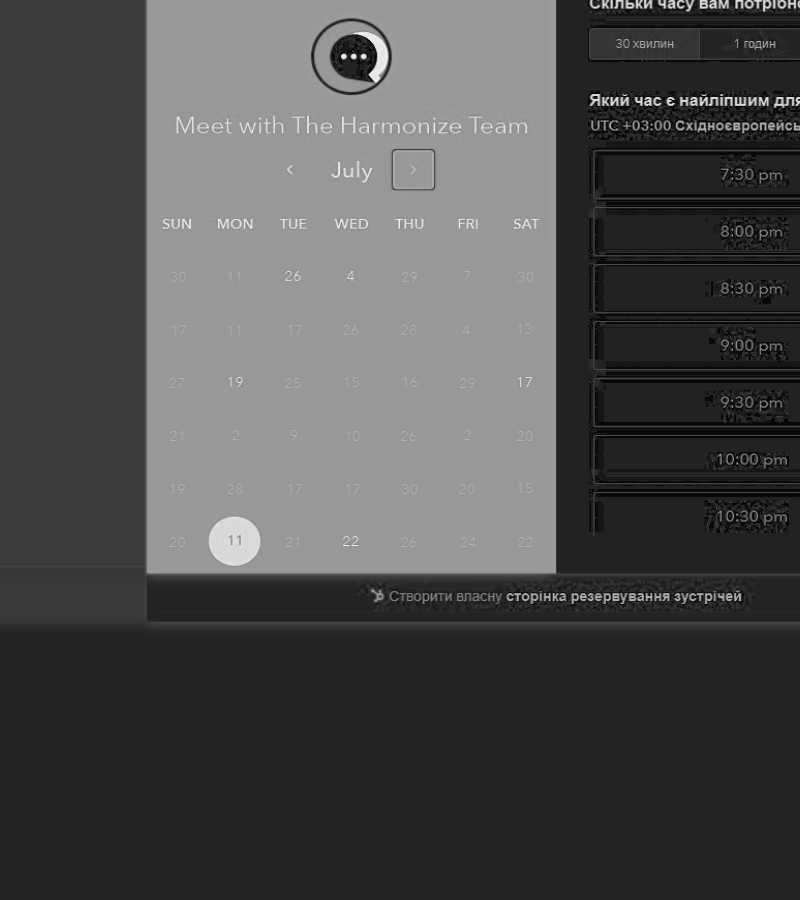 Meet with The Harmonize Team
July
SUN MON TUE WED THU FRI SAT
30 11 26 4 29 7 30
17 11 17 26 28 4 13
27 19 25 15 16 29 17
21 2 9 10 26 2 20
19 28 17 17 30 20 15
20 11 21 22 26 24 22
Скільки часу вам потрібно
30 хвилин 1 годин
Який час є найліпшим для
UTC +03:00 Східноєвропейсь
7:30 pm
8:00 pm
8:30 pm
9:00 pm
9:30 pm
10:00 pm
10:30 pm
Створити власну сторінка резервування зустрічей